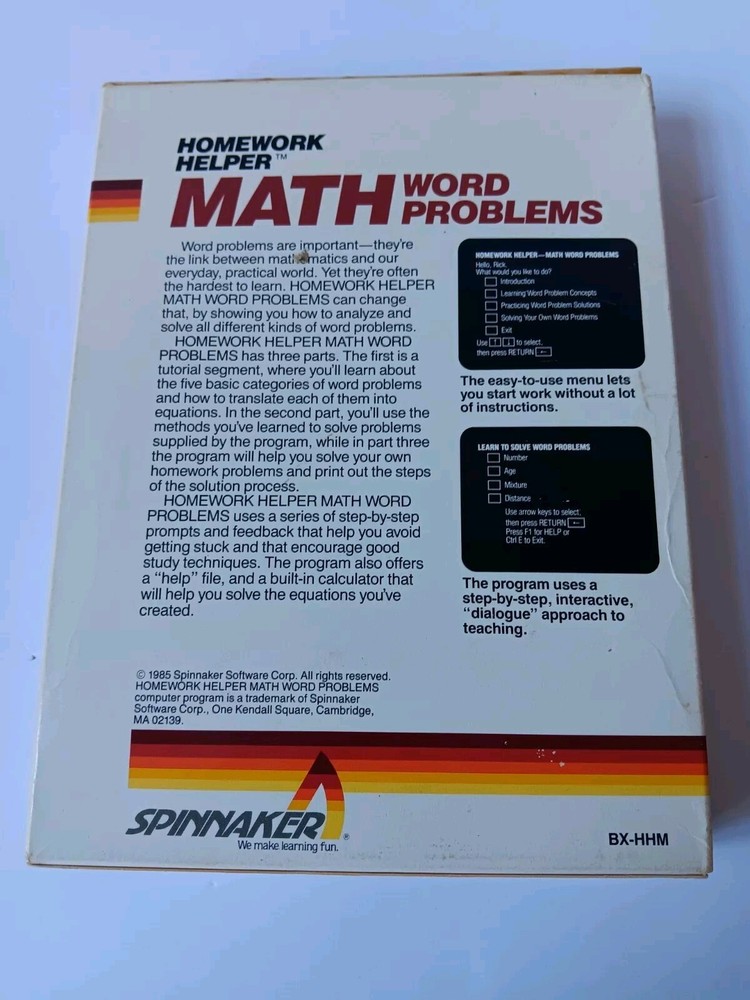 HOMEWORK
HELPER™
MATH WORD
PROBLEMS
Word problems are important—they're
the link between mathematics and our
everyday, practical world. Yet they're often
the hardest to learn. HOMEWORK HELPER
MATH WORD PROBLEMS can change
that, by showing you how to analyze and
solve all different kinds of word problems.
HOMEWORK HELPER MATH WORD
PROBLEMS has three parts. The first is a
tutorial segment, where you'll learn about
the five basic categories of word problems
and how to translate each of them into
equations. In the second part, you'll use the
methods you've learned to solve problems
supplied by the program, while in part three
the program will help you solve your own
homework problems and print out the steps
of the solution process.
HOMEWORK HELPER MATH WORD
PROBLEMS uses a series of step-by-step
prompts and feedback that help you avoid
getting stuck and that encourage good
study techniques. The program also offers
a "help" file, and a built-in calculator that
will help you solve the equations you've
created.
HOMEWORK HELPER—MATH WORD PROBLEMS
Hello, Rick.
What would you like to do?
Introduction
Learning Word Problem Concepts
Practicing Word Problem Solutions
Solving Your Own Word Problems
Exit
Use ↑ ↓ to select,
then press RETURN ←
The easy-to-use menu lets
you start work without a lot
of instructions.
LEARN TO SOLVE WORD PROBLEMS
Number
Age
Mixture
Distance
Use arrow keys to select,
then press RETURN ←
Press F1 for HELP or
Ctrl E to Exit.
The program uses a
step-by-step, interactive,
"dialogue" approach to
teaching.
© 1985 Spinnaker Software Corp. All rights reserved.
HOMEWORK HELPER MATH WORD PROBLEMS
computer program is a trademark of Spinnaker
Software Corp., One Kendall Square, Cambridge,
MA 02139.
SPINNAKER®
We make learning fun.
BX-HHM